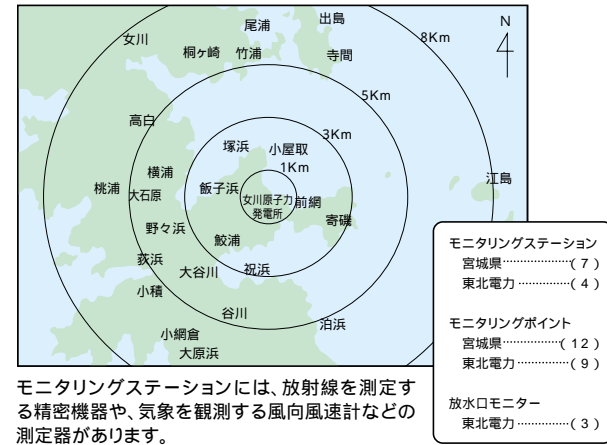 出島
尾浦
女川
8Km
N
桐ヶ崎
竹浦
寺間
5Km
高白
3Km
塚浜
小屋取
1Km
横浦
江島
桃浦
大石原
飯子浜
女川原子力
発電所
前網
寄磯
野々浜
鮫浦
荻浜
大谷川
祝浜
小積
谷川
泊浜
小網倉
大原浜
モニタリングステーション
宮城県………………(７)
東北電力……………(４)
モニタリングポイント
宮城県……………(12)
東北電力……………(９)
放水口モニター
東北電力……………(３)
モニタリングステーションには、放射線を測定す
る精密機器や、気象を観測する風向風速計などの
測定器があります。